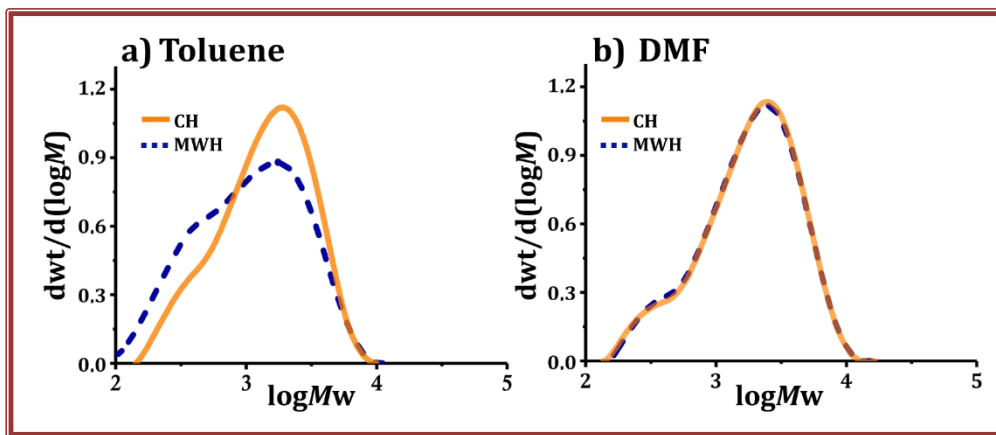 a) Toluene
1.2
0.9
0.6
0.3
0.0
dwt/d(logM)
CH
MWH
2 3 4 5
logMw
b) DMF
1.2
0.9
0.6
0.3
0.0
dwt/d(logM)
CH
MWH
2 3 4 5
logMw